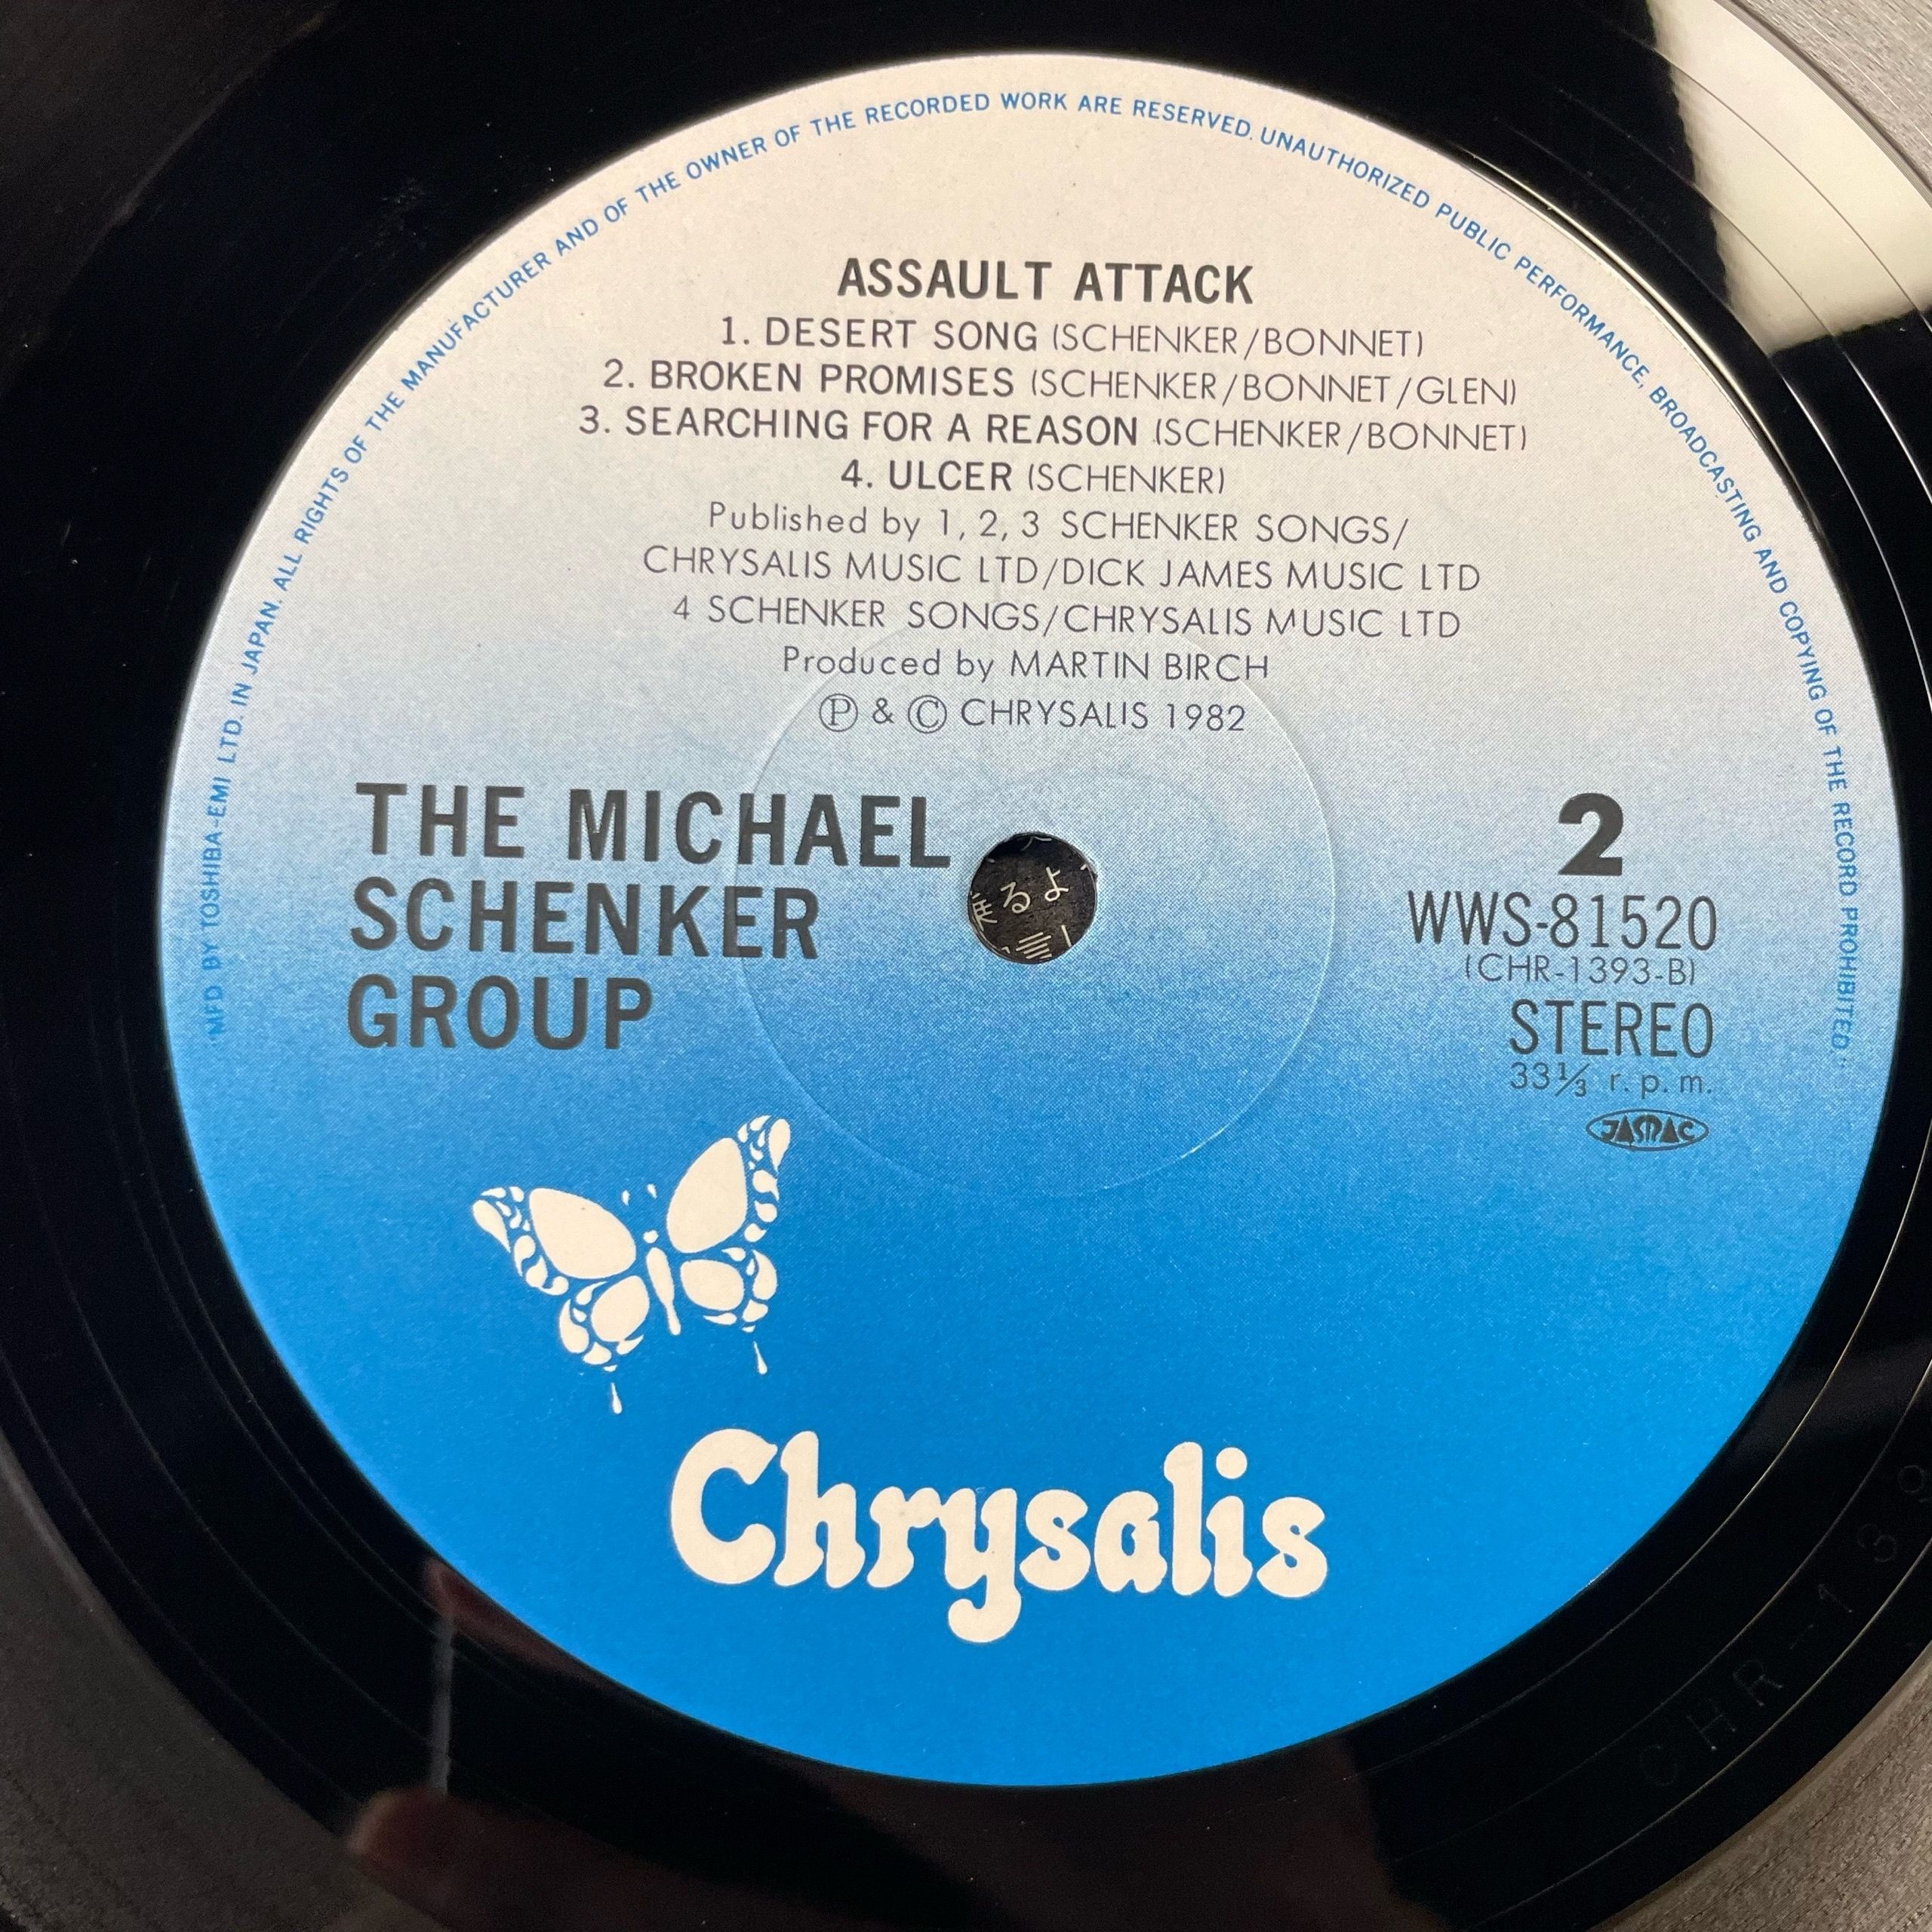 MFD BY TOSHIBA-EMI LTD. IN JAPAN. ALL RIGHTS OF THE MANUFACTURER AND OF THE OWNER OF THE RECORDED WORK ARE RESERVED. UNAUTHORIZED PUBLIC PERFORMANCE, BROADCASTING AND COPYING OF THE RECORD PROHIBITED.
ASSAULT ATTACK
1. DESERT SONG (SCHENKER/BONNET)
2. BROKEN PROMISES (SCHENKER/BONNET/GLEN)
3. SEARCHING FOR A REASON (SCHENKER/BONNET)
4. ULCER (SCHENKER)
Published by 1, 2, 3 SCHENKER SONGS/
CHRYSALIS MUSIC LTD/DICK JAMES MUSIC LTD
4 SCHENKER SONGS/CHRYSALIS MUSIC LTD
Produced by MARTIN BIRCH
Ⓟ & Ⓒ CHRYSALIS 1982
THE MICHAEL
SCHENKER
GROUP
るよ
2
WWS-81520
(CHR-1393-B)
STEREO
33⅓ r.p.m.
JASRAC
Chrysalis